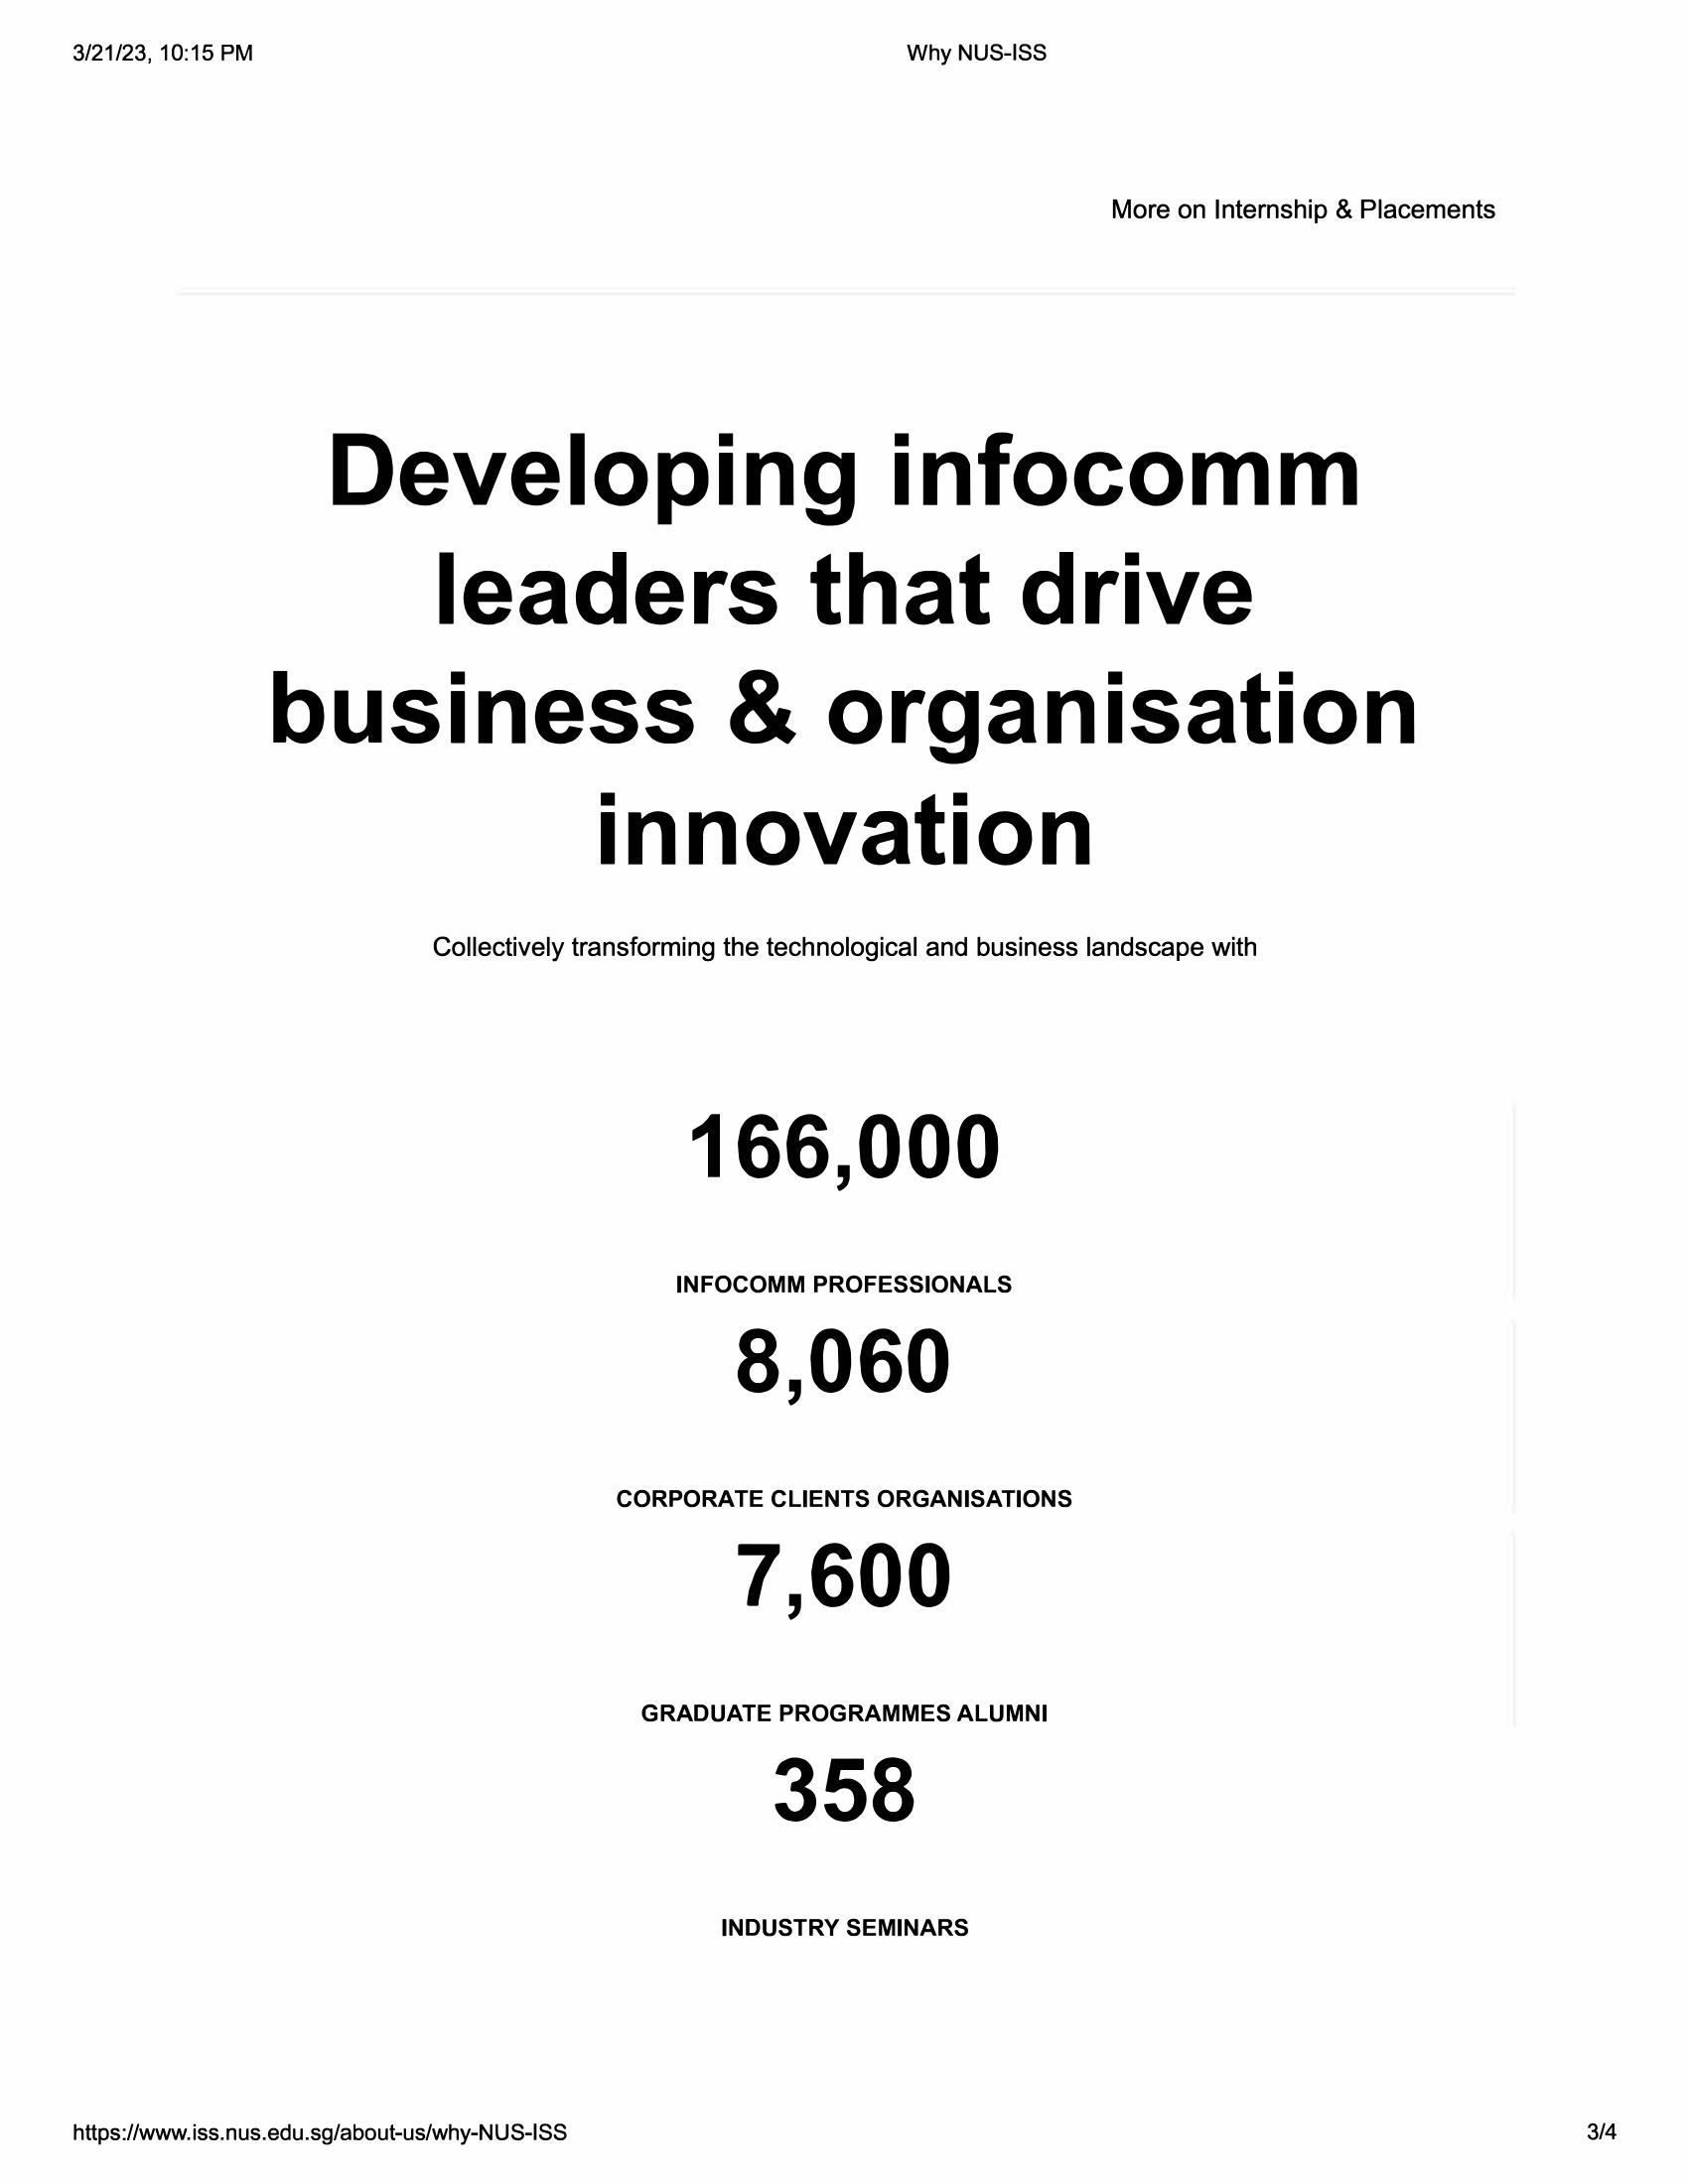 3/21/23, 10:15 PM
Why NUS-ISS
More on Internship & Placements
Developing infocomm
leaders that drive
business & organisation
innovation
Collectively transforming the technological and business landscape with
166,000
INFOCOMM PROFESSIONALS
8,060
CORPORATE CLIENTS ORGANISATIONS
7,600
GRADUATE PROGRAMMES ALUMNI
358
INDUSTRY SEMINARS
https://www.iss.nus.edu.sg/about-us/why-NUS-ISS
3/4